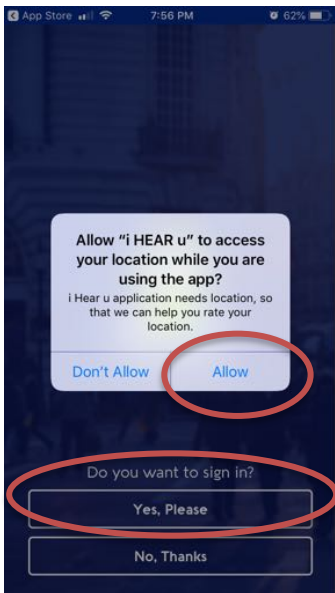 App Store 7:56 PM 62%
Allow “i HEAR u” to access
your location while you are
using the app?
i Hear u application needs location, so
that we can help you rate your
location.
Don't Allow Allow
Do you want to sign in?
Yes, Please
No, Thanks